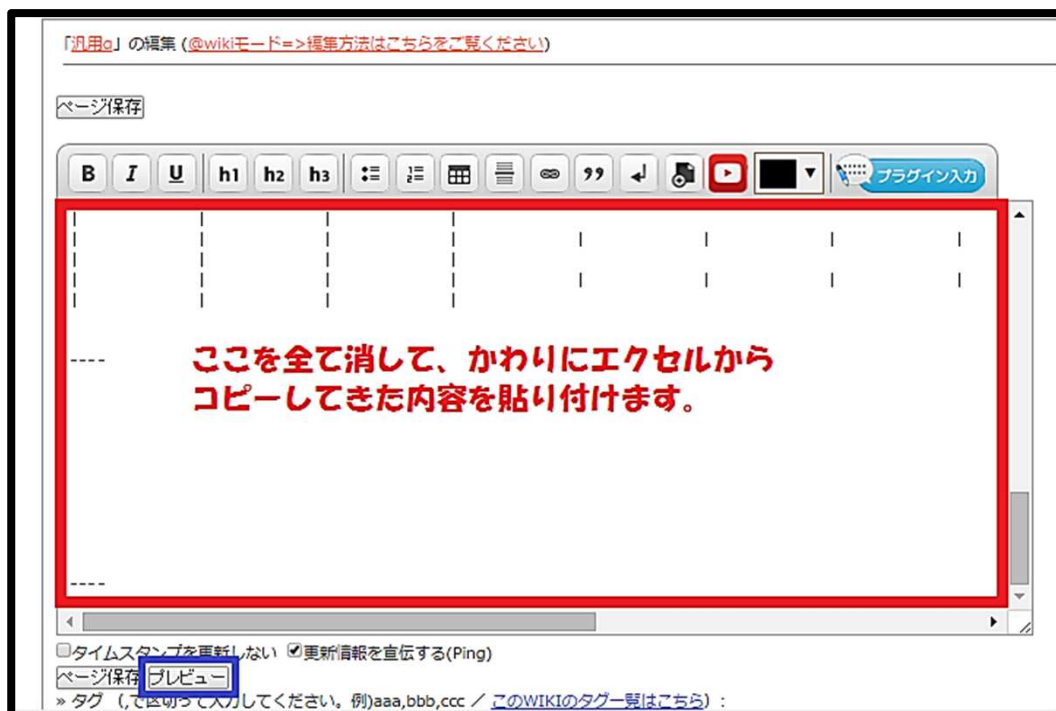 「汎用α」の編集 (@wikiモード=>編集方法はこちらをご覧ください)
ページ保存
B I U h1 h2 h3 プラグイン入力
| | | |
| | | | | | | |
| | | |
| | | | | | | |
| | | |
----
ここを全て消して、かわりにエクセルから
コピーしてきた内容を貼り付けます。
----
タイムスタンプを更新しない 更新情報を宣伝する(Ping)
ページ保存 プレビュー
» タグ (,で区切って入力してください。例)aaa,bbb,ccc / このWIKIのタグ一覧はこちら) :